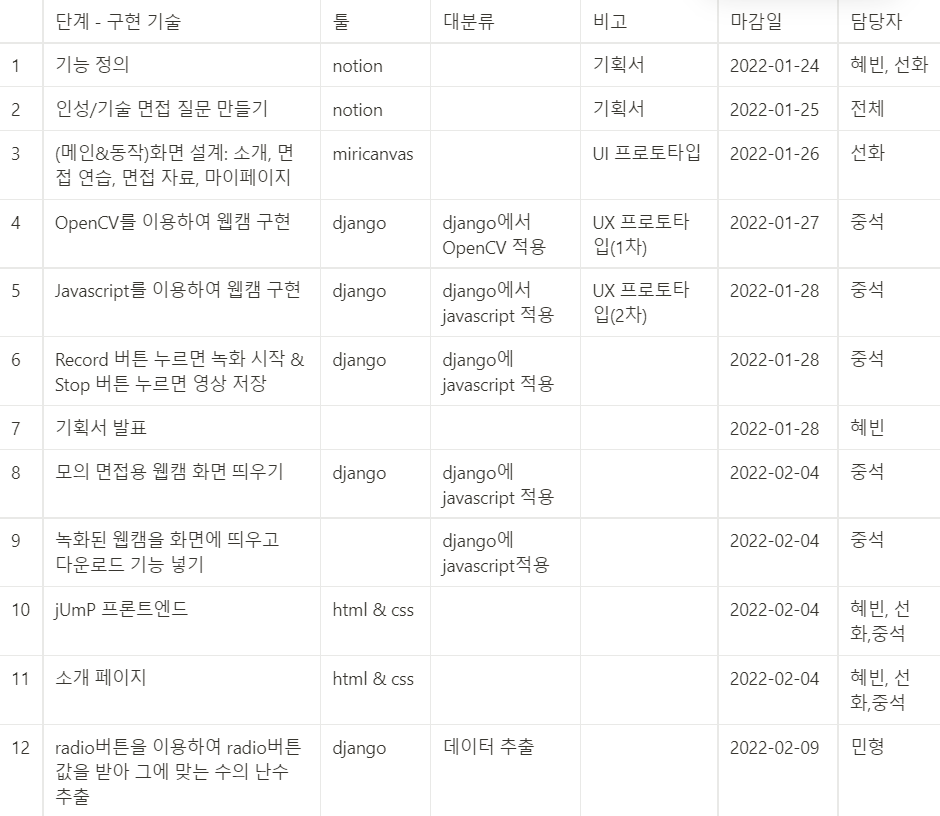 단계 - 구현 기술 툴 대분류 비고 마감일 담당자
1 기능 정의 notion 기획서 2022-01-24 혜빈, 선화
2 인성/기술 면접 질문 만들기 notion 기획서 2022-01-25 전체
3 (메인&동작)화면 설계: 소개, 면 miricanvas UI 프로토타입 2022-01-26 선화
접 연습, 면접 자료, 마이페이지
4 OpenCV를 이용하여 웹캠 구현 django django에서 UX 프로토타 2022-01-27 중석
OpenCV 적용 입(1차)
5 Javascript를 이용하여 웹캠 구현 django django에서 UX 프로토타 2022-01-28 중석
javascript 적용 입(2차)
6 Record 버튼 누르면 녹화 시작 & django django에 2022-01-28 중석
Stop 버튼 누르면 영상 저장 javascript 적용
7 기획서 발표 2022-01-28 혜빈
8 모의 면접용 웹캠 화면 띄우기 django django에 2022-02-04 중석
javascript 적용
9 녹화된 웹캠을 화면에 띄우고 django에 2022-02-04 중석
다운로드 기능 넣기 javascript적용
10 jUmP 프론트엔드 html & css 2022-02-04 혜빈, 선
화,중석
11 소개 페이지 html & css 2022-02-04 혜빈, 선
화,중석
12 radio버튼을 이용하여 radio버튼 django 데이터 추출 2022-02-09 민형
값을 받아 그에 맞는 수의 난수
추출